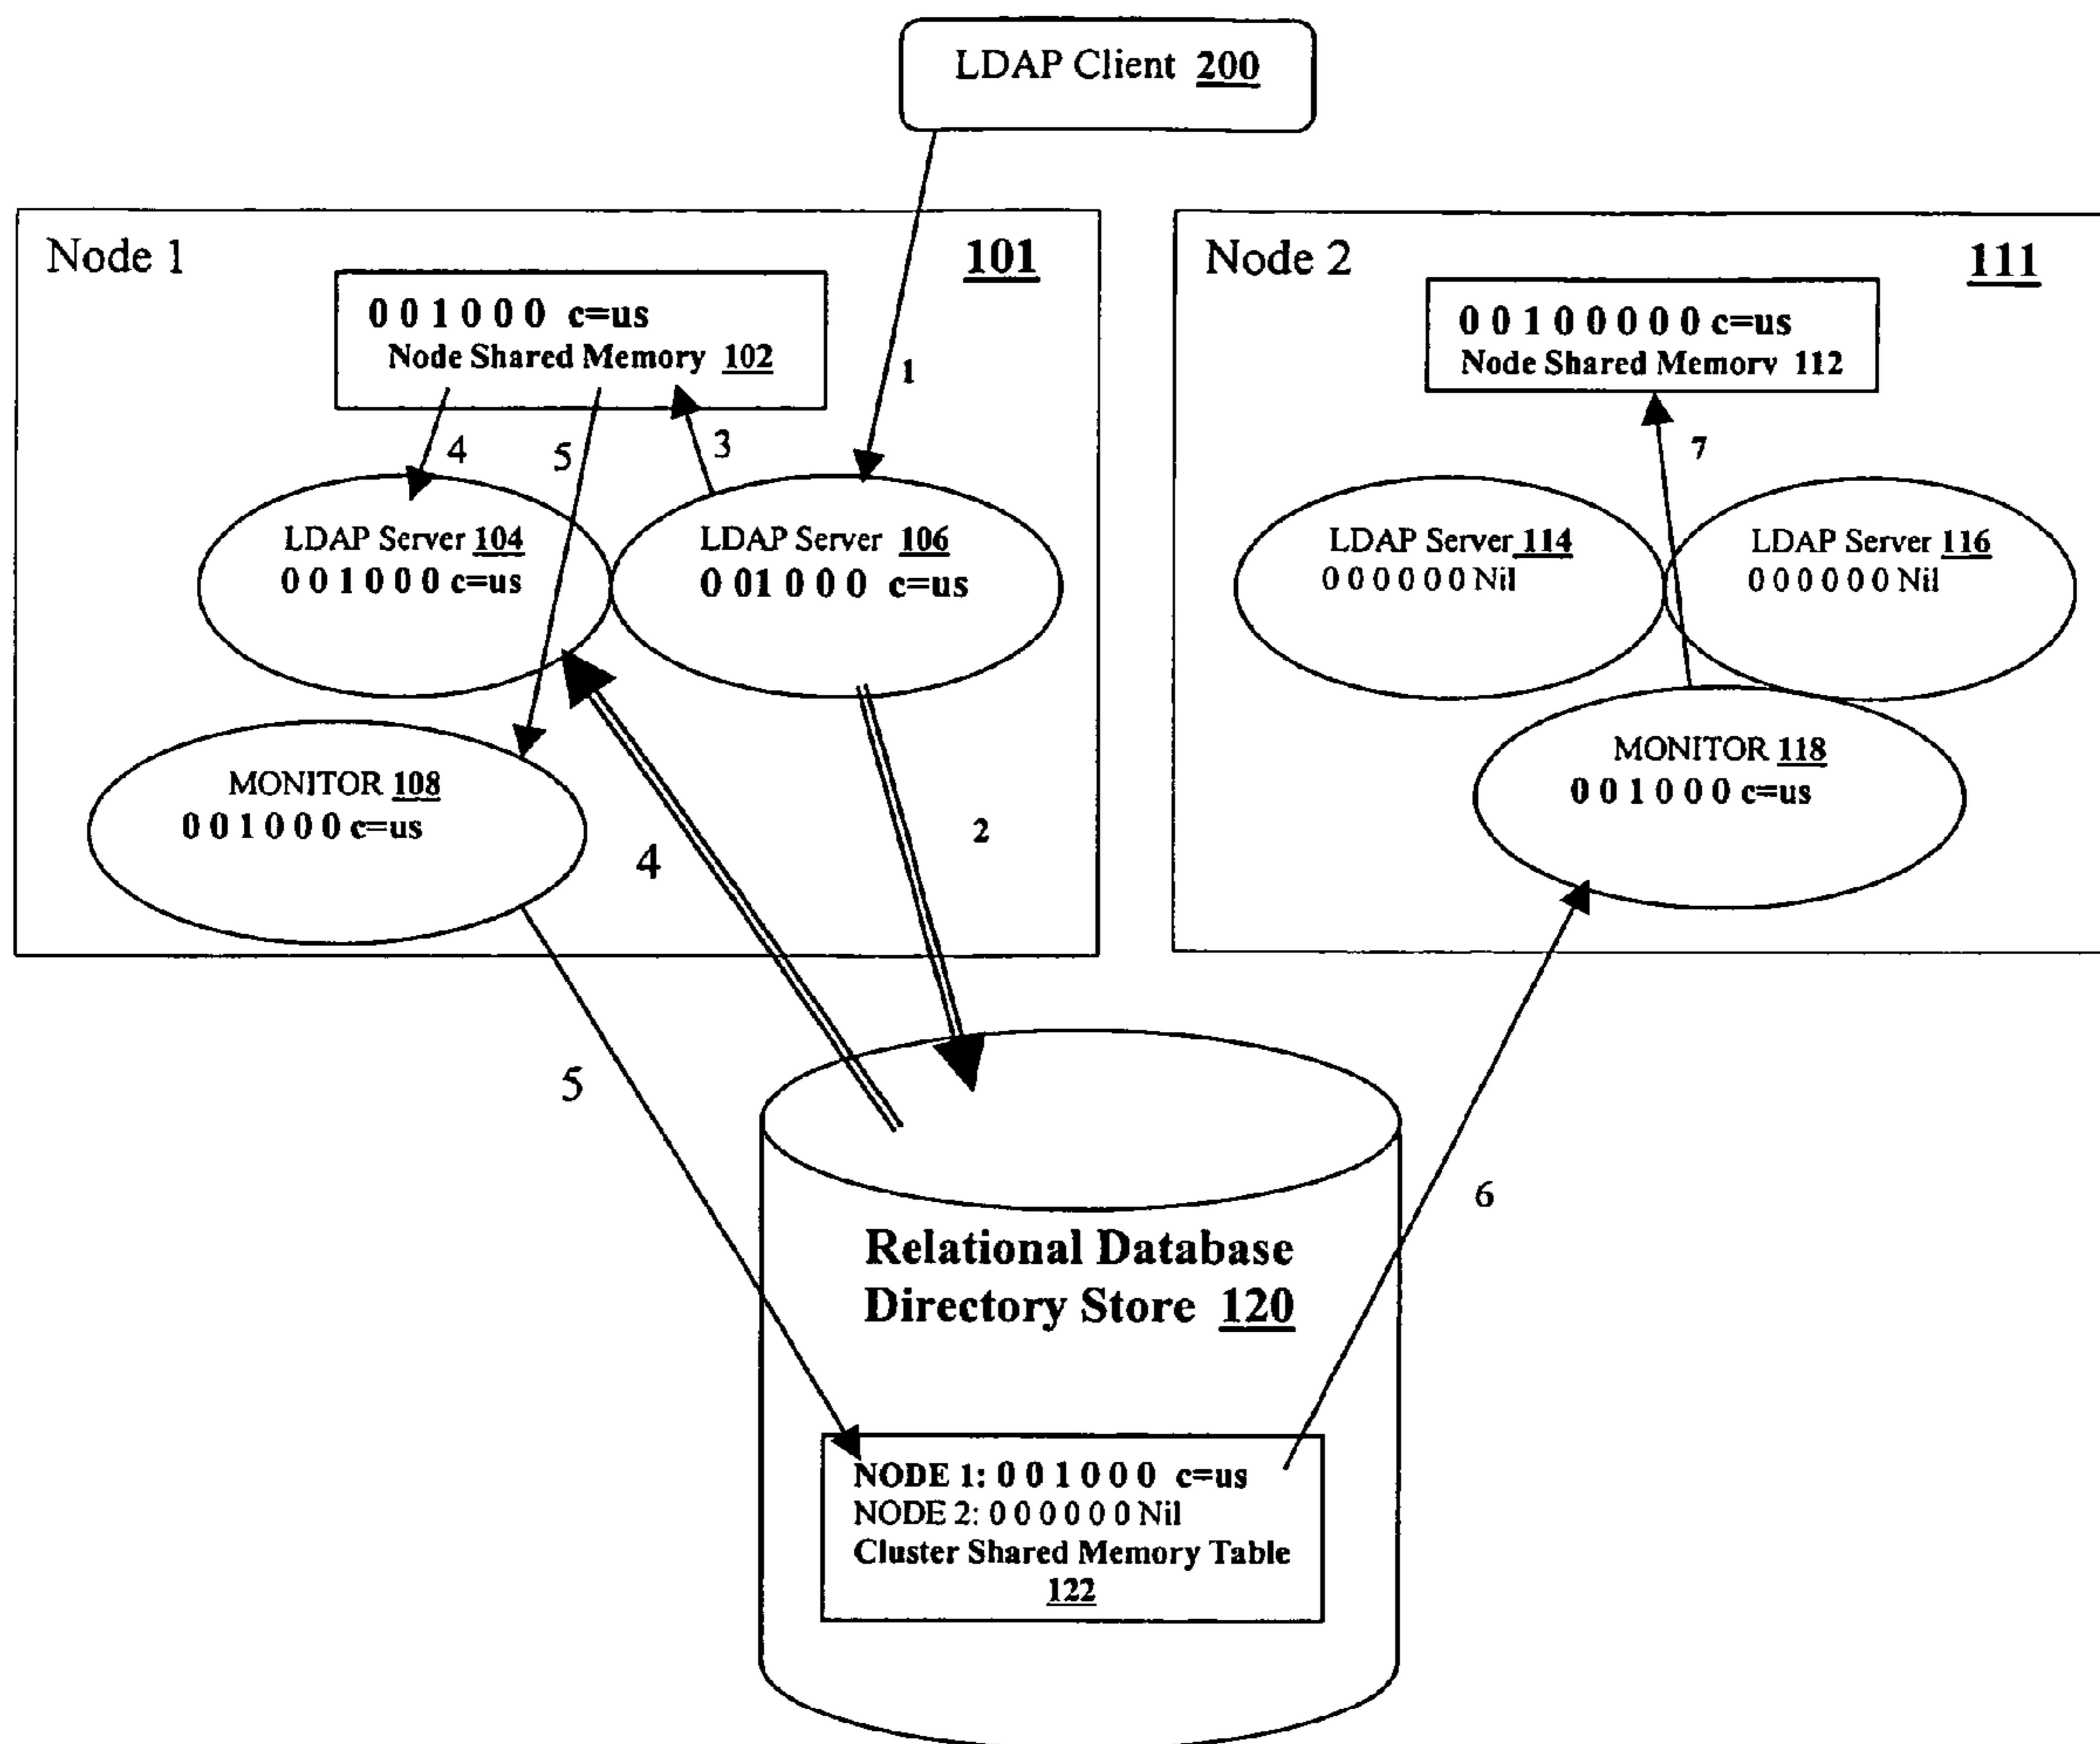 LDAP Client 200
Node 1 101
0 0 1 0 0 0 c=us
Node Shared Memory 102
Node 2 111
0 0 1 0 0 0 0 0 c=us
Node Shared Memory 112
1
4
5
3
7
LDAP Server 104
0 0 1 0 0 0 c=us
LDAP Server 106
0 01 0 0 0 c=us
LDAP Server 114
0 0 0 0 0 0 Nil
LDAP Server 116
0 0 0 0 0 0 Nil
MONITOR 108
0 0 1 0 0 0 c=us
MONITOR 118
0 0 1 0 0 0 c=us
4
2
5
6
Relational Database
Directory Store 120
NODE 1: 0 0 1 0 0 0 c=us
NODE 2: 0 0 0 0 0 0 Nil
Cluster Shared Memory Table
122